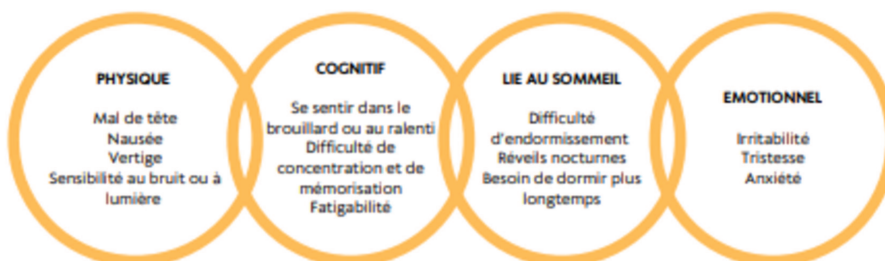 PHYSIQUE
Mal de tête
Nausée
Vertige
Sensibilité au bruit ou à
lumière
COGNITIF
Se sentir dans le
brouillard ou au ralenti
Difficulté de
concentration et de
mémorisation
Fatigabilité
LIE AU SOMMEIL
Difficulté
d'endormissement
Réveils nocturnes
Besoin de dormir plus
longtemps
EMOTIONNEL
Irritabilité
Tristesse
Anxiété